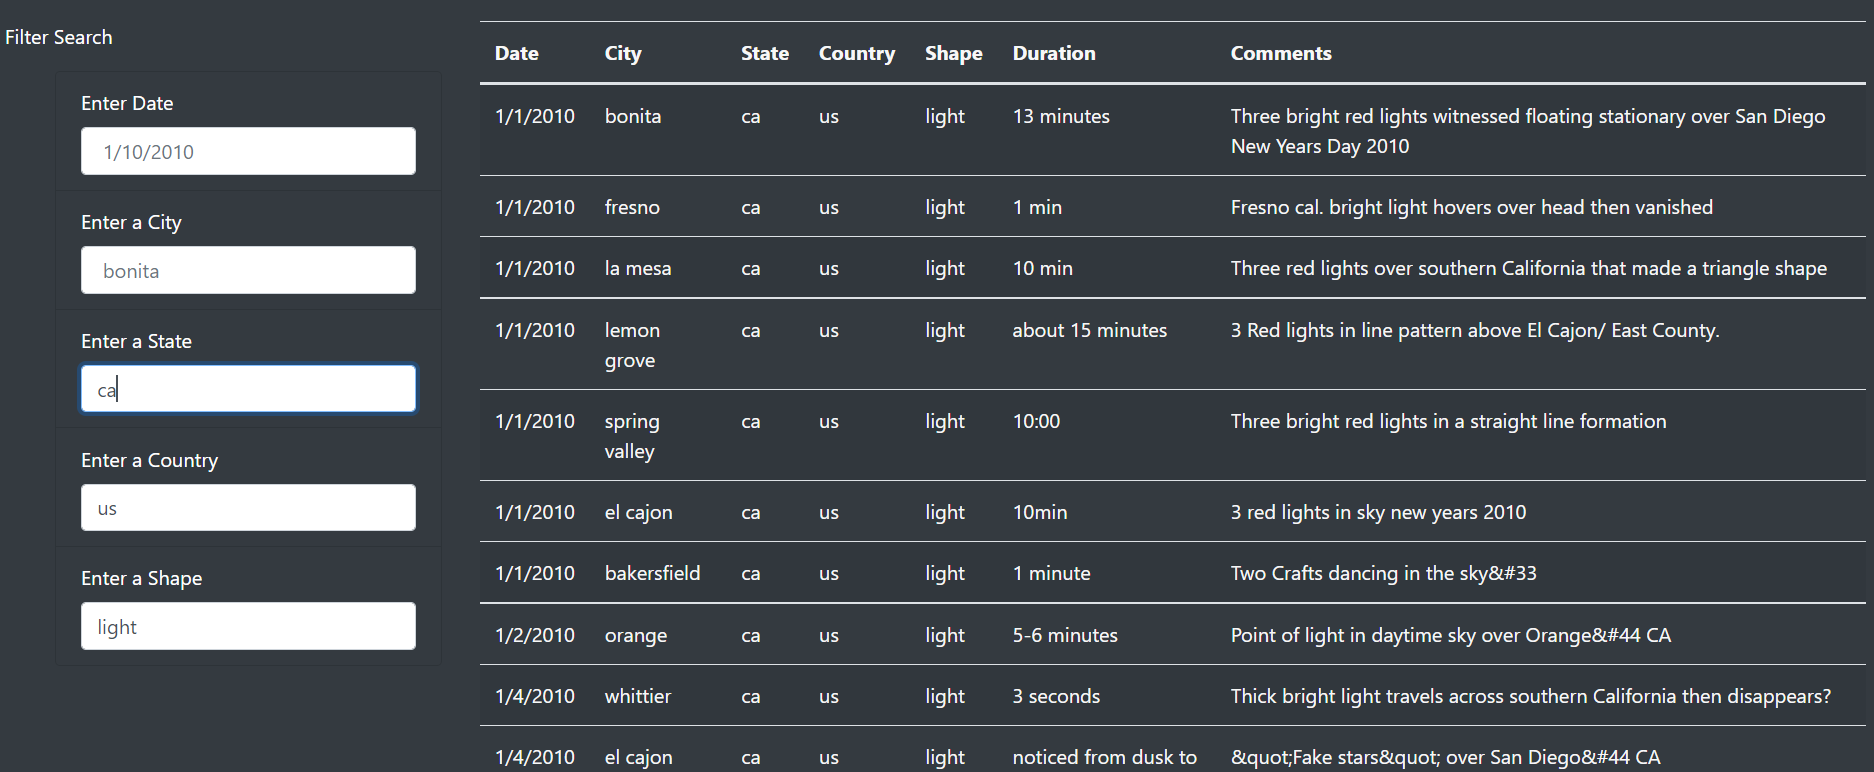 Filter Search
Enter Date
1/10/2010
Enter a City
bonita
Enter a State
ca
Enter a Country
us
Enter a Shape
light
Date City State Country Shape Duration Comments
1/1/2010 bonita ca us light 13 minutes Three bright red lights witnessed floating stationary over San Diego
New Years Day 2010
1/1/2010 fresno ca us light 1 min Fresno cal. bright light hovers over head then vanished
1/1/2010 la mesa ca us light 10 min Three red lights over southern California that made a triangle shape
1/1/2010 lemon ca us light about 15 minutes 3 Red lights in line pattern above El Cajon/ East County.
grove
1/1/2010 spring ca us light 10:00 Three bright red lights in a straight line formation
valley
1/1/2010 el cajon ca us light 10min 3 red lights in sky new years 2010
1/1/2010 bakersfield ca us light 1 minute Two Crafts dancing in the sky&#33
1/2/2010 orange ca us light 5-6 minutes Point of light in daytime sky over Orange&#44 CA
1/4/2010 whittier ca us light 3 seconds Thick bright light travels across southern California then disappears?
1/4/2010 el cajon ca us light noticed from dusk to &quot;Fake stars&quot; over San Diego&#44 CA